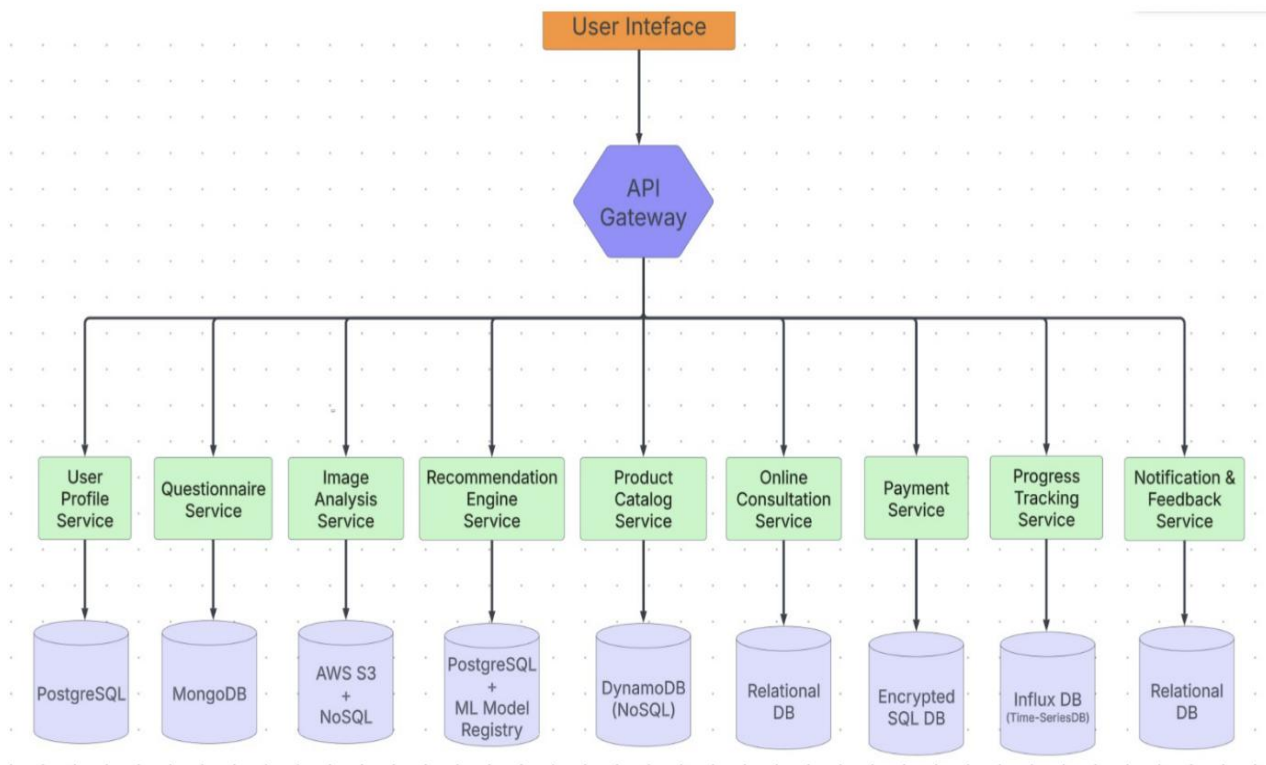 User Inteface
API
Gateway
User
Profile
Service
Questionnaire
Service
Image
Analysis
Service
Recommendation
Engine
Service
Product
Catalog
Service
Online
Consultation
Service
Payment
Service
Progress
Tracking
Service
Notification &
Feedback
Service
PostgreSQL
MongoDB
AWS S3
+
NoSQL
PostgreSQL
+
ML Model
Registry
DynamoDB
(NoSQL)
Relational
DB
Encrypted
SQL DB
Influx DB
(Time-SeriesDB)
Relational
DB